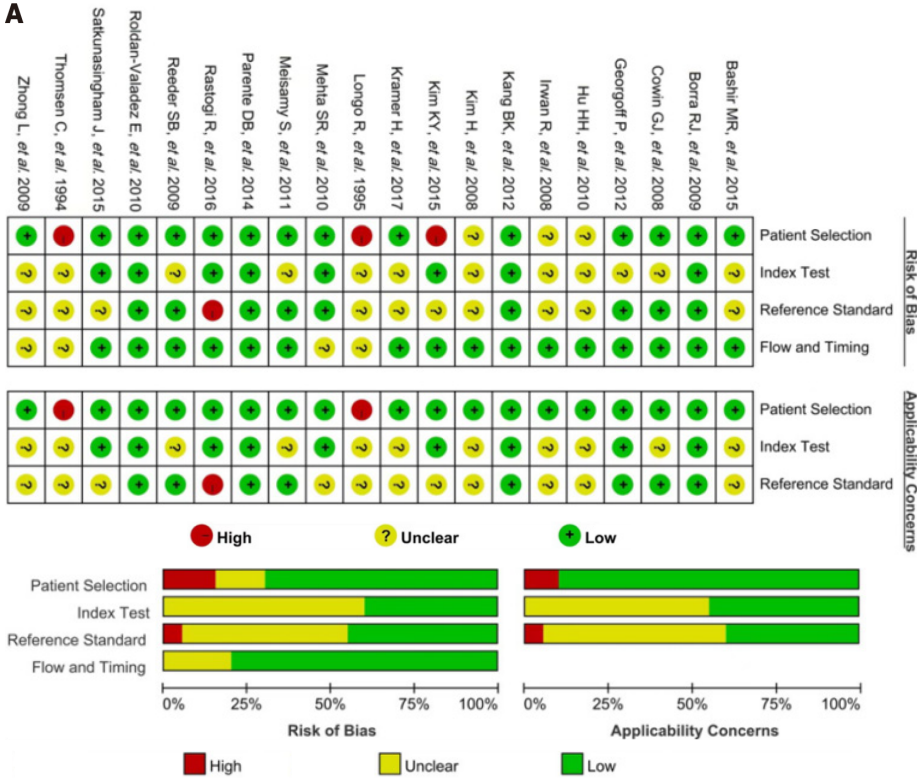 A
Zhong L, et al. 2009
Thomsen C, et al. 1994
Satkunasingham J, et al. 2015
Roldan-Valadez E, et al. 2010
Reeder SB, et al. 2009
Rastogi R, et al. 2016
Parente DB, et al. 2014
Meisamy S, et al. 2011
Mehta SR, et al. 2010
Longo R, et al. 1995
Kramer H, et al. 2017
Kim KY, et al. 2015
Kim H, et al. 2008
Kang BK, et al. 2012
Irwan R, et al. 2008
Hu HH, et al. 2010
Georgoff P, et al. 2012
Cowin GJ, et al. 2008
Borra RJ, et al. 2009
Bashir MR, et al. 2015
+ - + + + + + + + - + - ? + ? ? + + + + Patient Selection
? ? + + ? + + ? + ? ? + ? + ? ? ? ? + ? Index Test
? ? ? + + - + + + ? ? ? ? + ? ? + + + ? Reference Standard
? ? + + + + + + ? ? + + + + + + + + + + Flow and Timing
Risk of Bias
+ - + + + + + + + - + + + + + + + + + + Patient Selection
? ? + + ? + + ? + ? ? + ? + ? ? + ? + ? Index Test
? ? ? + + - + + ? ? ? ? ? + ? ? + + + ? Reference Standard
Applicability Concerns
- High ? Unclear + Low
Patient Selection
Index Test
Reference Standard
Flow and Timing
0% 25% 50% 75% 100% 0% 25% 50% 75% 100%
Risk of Bias Applicability Concerns
High Unclear Low